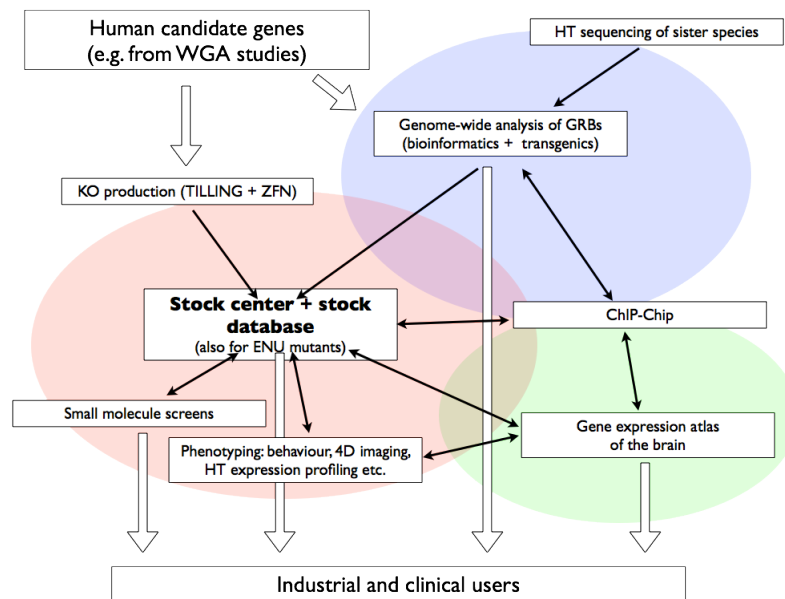 Human candidate genes
(e.g. from WGA studies)
HT sequencing of sister species
Genome-wide analysis of GRBs
(bioinformatics + transgenics)
KO production (TILLING + ZFN)
Stock center + stock
database
(also for ENU mutants)
ChIP-Chip
Small molecule screens
Gene expression atlas
of the brain
Phenotyping: behaviour, 4D imaging,
HT expression profiling etc.
Industrial and clinical users